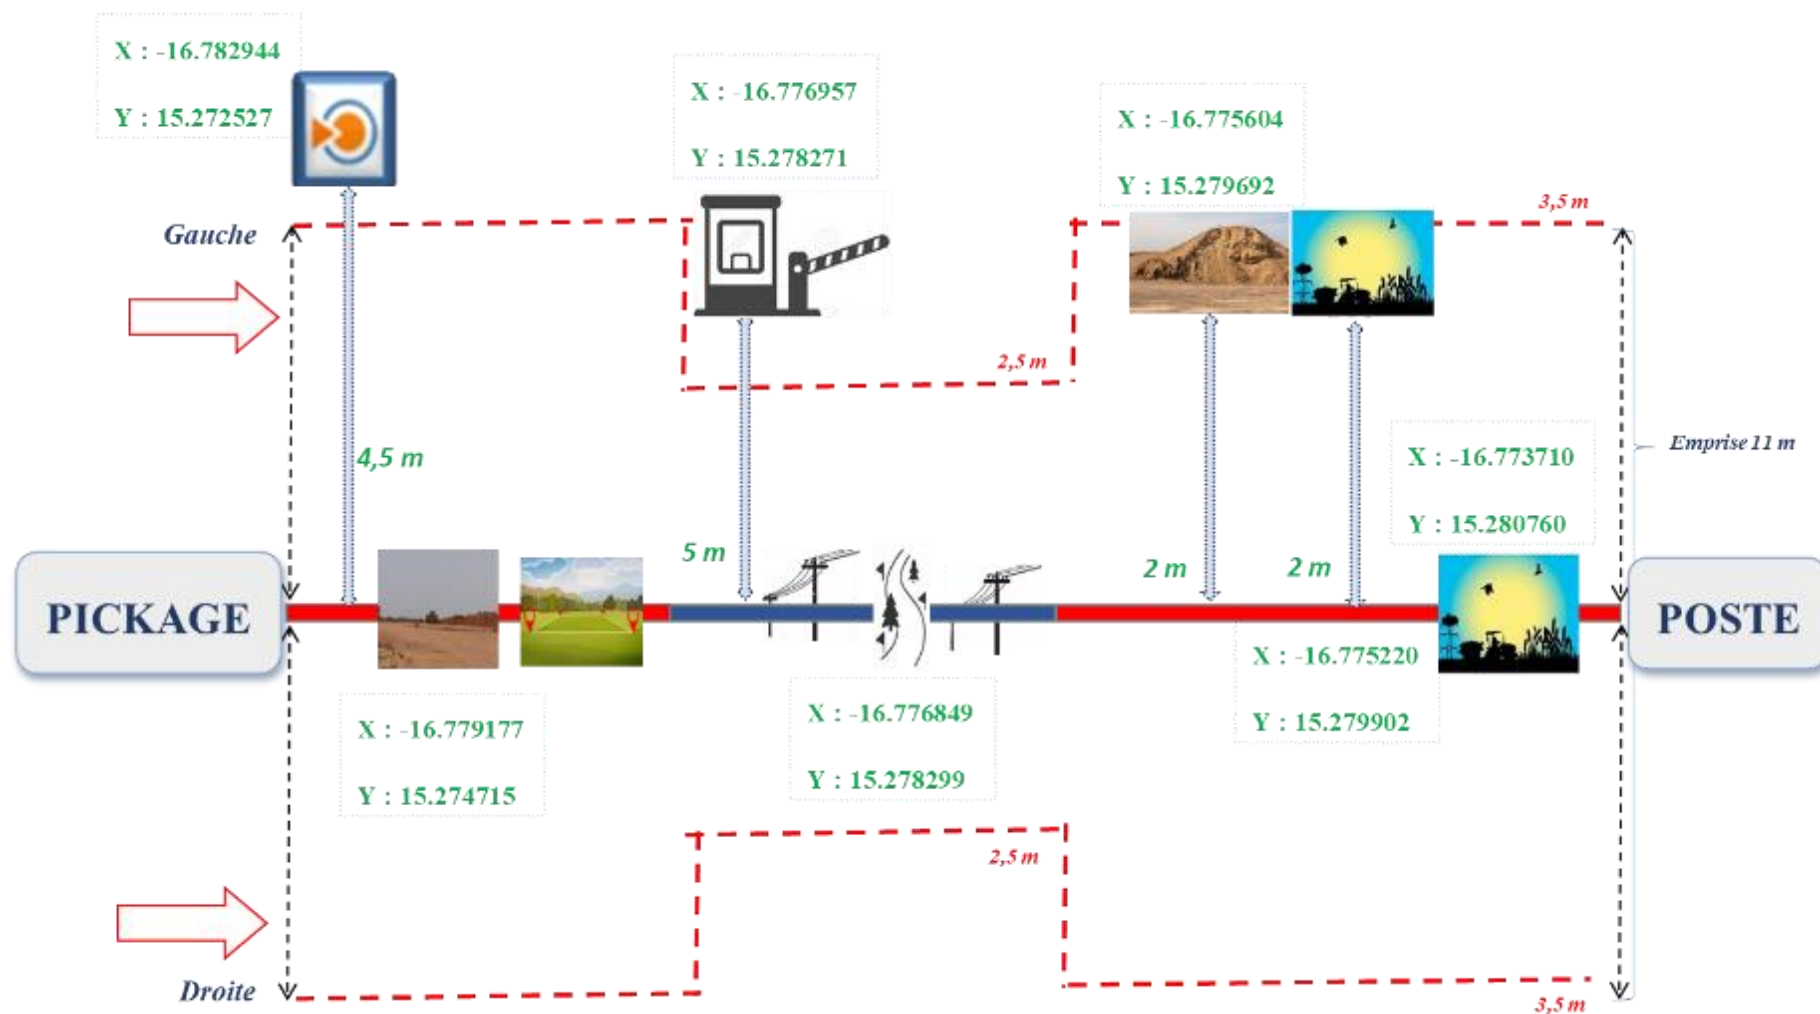 X : -16.782944
Y : 15.272527
X : -16.776957
Y : 15.278271
X : -16.775604
Y : 15.279692
Gauche
3,5 m
2,5 m
4,5 m
5 m
2 m
2 m
X : -16.773710
Y : 15.280760
Emprise 11 m
PICKAGE
POSTE
X : -16.779177
Y : 15.274715
X : -16.776849
Y : 15.278299
X : -16.775220
Y : 15.279902
2,5 m
Droite
3,5 m